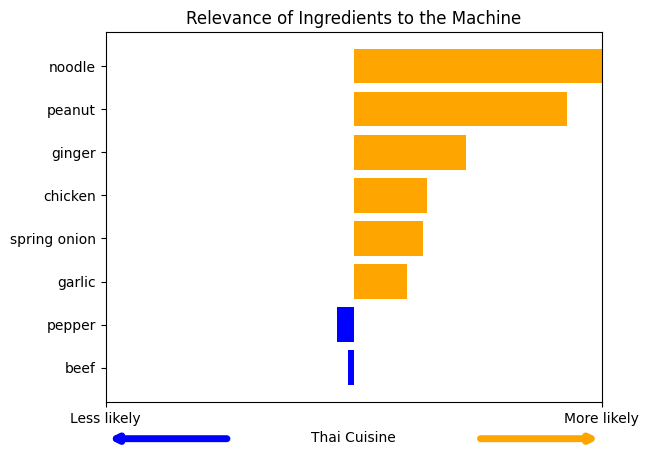 Relevance of Ingredients to the Machine
noodle
peanut
ginger
chicken
spring onion
garlic
pepper
beef
Less likely
More likely
Thai Cuisine